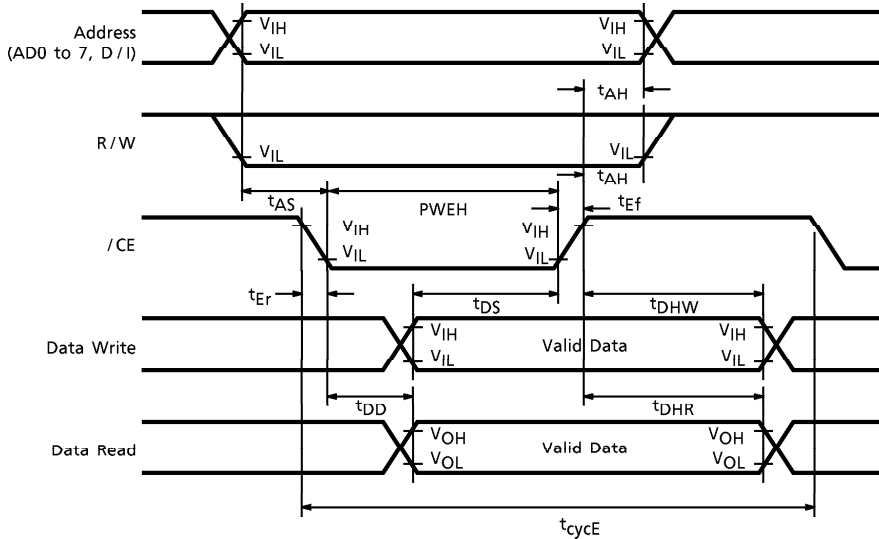 Address
(AD0 to 7, D/I)
VIH
VIL
VIH
VIL
tAH
R/W
VIL
VIL
tAH
tAS
PWEH
tEf
/CE
VIH
VIL
VIH
VIL
tEr
tDS
tDHW
Data Write
VIH
VIL
Valid Data
VIH
VIL
tDD
tDHR
Data Read
VOH
VOL
Valid Data
VOH
VOL
tcycE